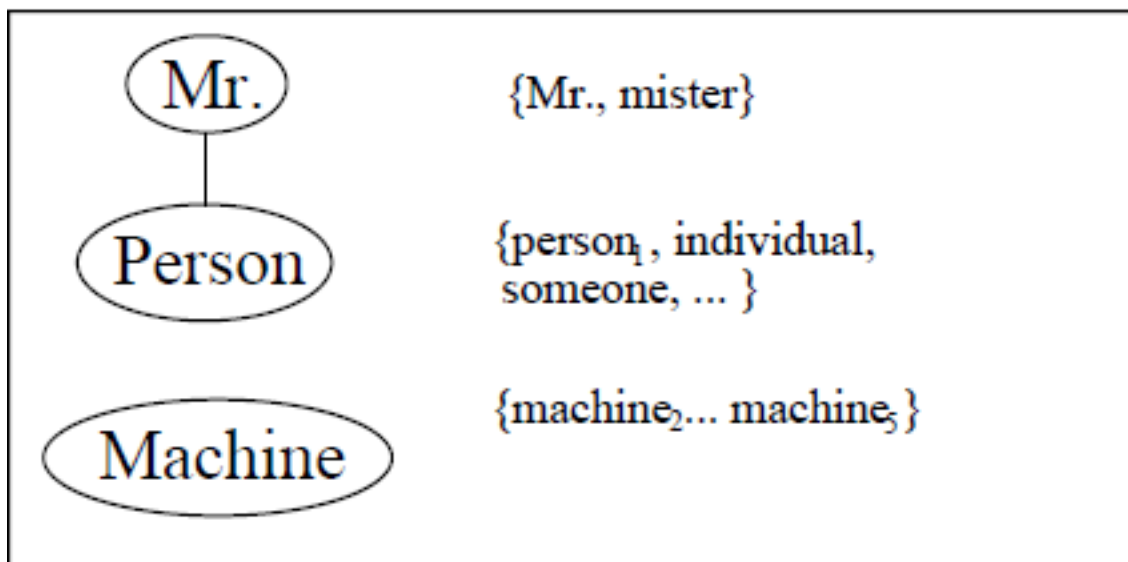 Mr.
{Mr., mister}
Person
{person₁, individual,
someone, ... }
Machine
{machine₂... machine₅}